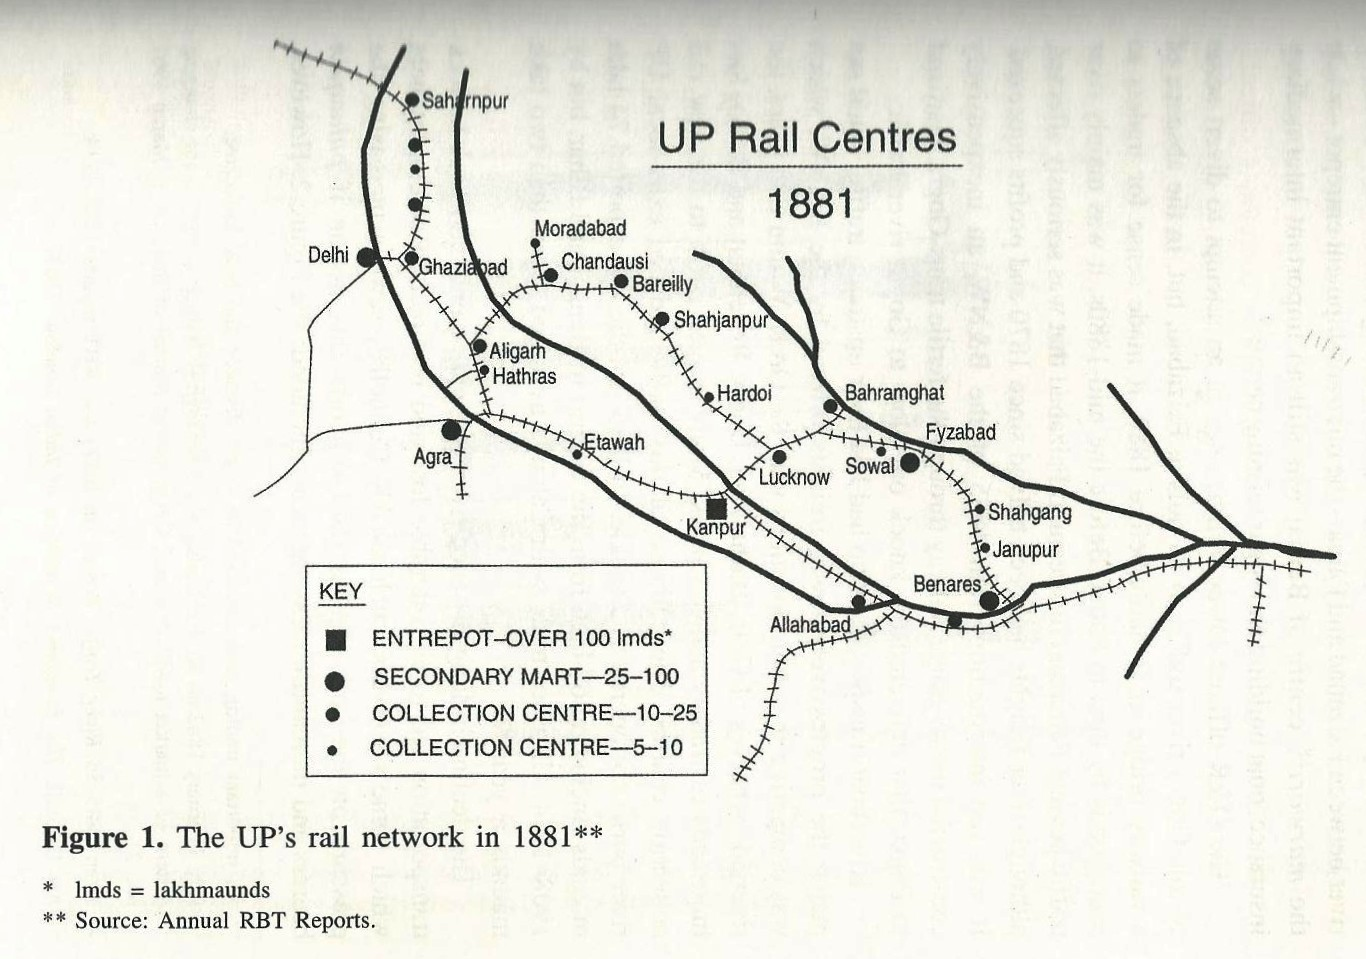 UP Rail Centres
1881
Saharnpur
Delhi
Ghaziabad
Moradabad
Chandausi
Bareilly
Shahjanpur
Aligarh
Hathras
Hardoi
Bahramghat
Agra
Etawah
Lucknow
Sowal
Fyzabad
Kanpur
Shahgang
Janupur
Benares
Allahabad
KEY
ENTREPOT—OVER 100 lmds*
SECONDARY MART—25-100
COLLECTION CENTRE—10-25
COLLECTION CENTRE—5-10
Figure 1. The UP's rail network in 1881**
* lmds = lakhmaunds
** Source: Annual RBT Reports.